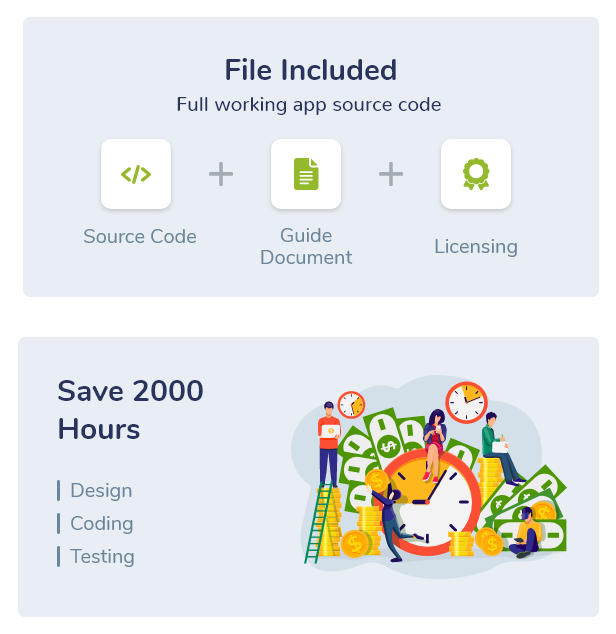 File Included
Full working app source code
Source Code
Guide
Document
Licensing
Save 2000
Hours
Design
Coding
Testing